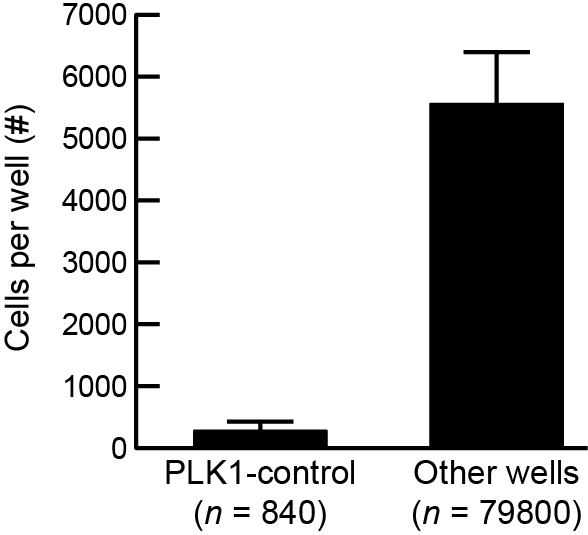 Cells per well (#)
7000
6000
5000
4000
3000
2000
1000
0
PLK1-control
(n = 840)
Other wells
(n = 79800)